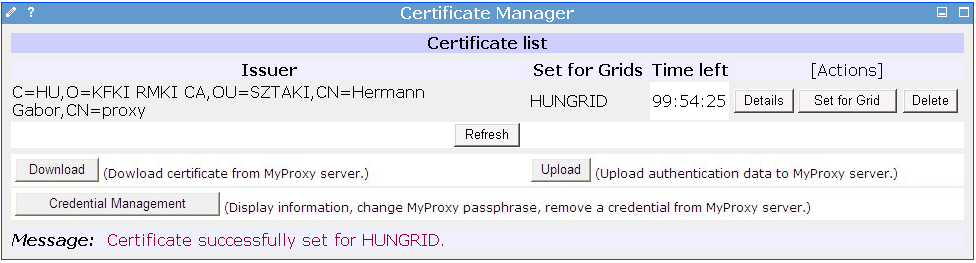 ? Certificate Manager
Certificate list
Issuer Set for Grids Time left [Actions]
C=HU,O=KFKI RMKI CA,OU=SZTAKI,CN=Hermann
Gabor,CN=proxy HUNGRID 99:54:25 Details Set for Grid Delete
Refresh
Download (Dowload certificate from MyProxy server.) Upload (Upload authentication data to MyProxy server.)
Credential Management (Display information, change MyProxy passphrase, remove a credential from MyProxy server.)
Message: Certificate successfully set for HUNGRID.